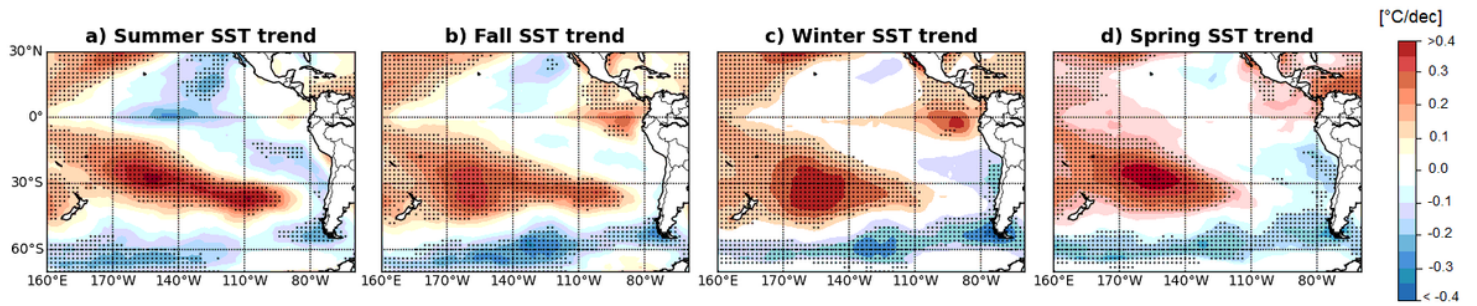 [°C/dec]
a) Summer SST trend
b) Fall SST trend
c) Winter SST trend
d) Spring SST trend
30°N
0°
30°S
60°S
160°E 170°W 140°W 110°W 80°W
160°E 170°W 140°W 110°W 80°W
160°E 170°W 140°W 110°W 80°W
160°E 170°W 140°W 110°W 80°W
>0.4
0.3
0.2
0.1
0.0
-0.1
-0.2
-0.3
< -0.4